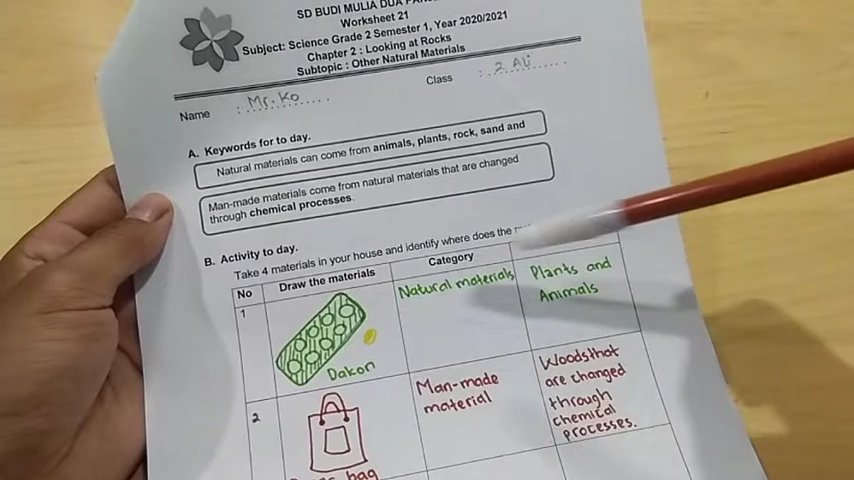 SD BUDI MULIA DUA
Worksheet 21
Subject: Science Grade 2 Semester 1, Year 2020/2021
Chapter 2 : Looking at Rocks
Subtopic : Other Natural Materials
Name : Mr. Ko
Class : 2 Ali
A. Keywords for to day.
Natural materials can come from animals, plants, rock, sand and
Man-made materials come from natural materials that are changed
through chemical processes.
B. Activity to day.
Take 4 materials in your house and identify where does the
No Draw the materials Category
1
Dakon
Natural materials
Plants and
Animals
2
bag
Man-made
material
Woods that
are changed
through
chemical
processes.